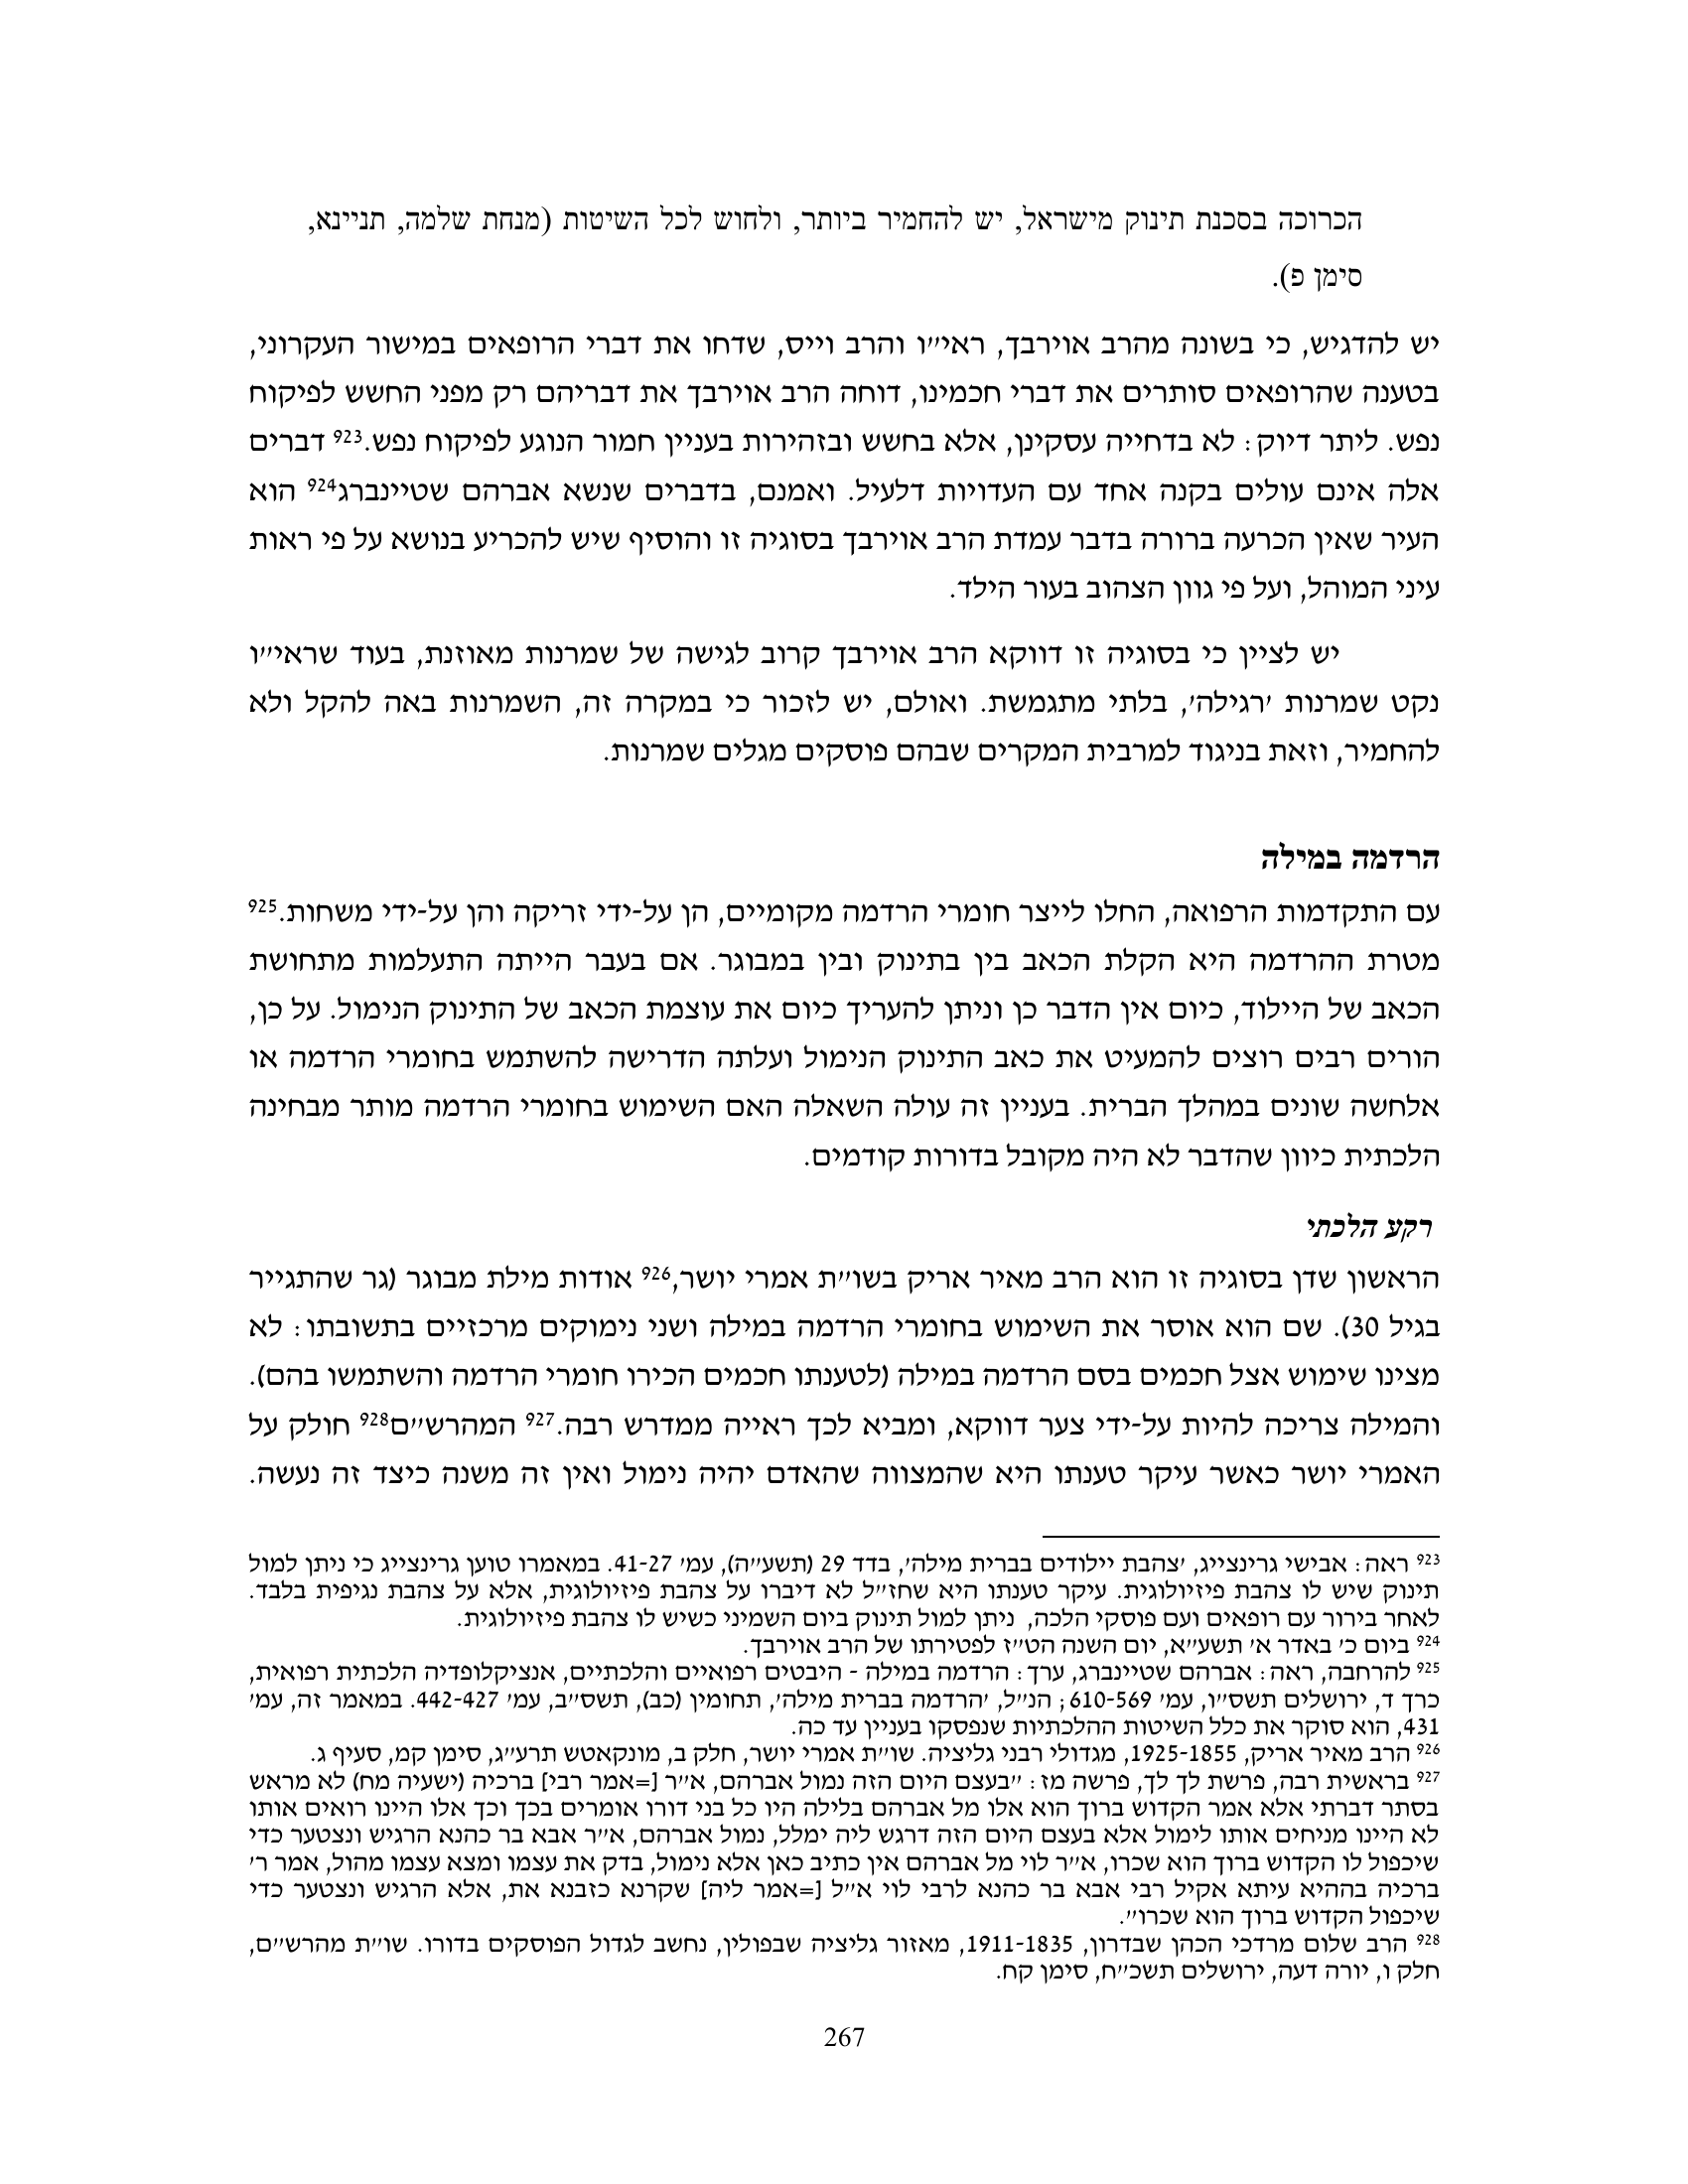 הכרוכה בסכנת תינוק מישראל, יש להחמיר ביותר, ולחוש לכל השיטות (מנחת שלמה, תניינא,
סימן פ).
יש להדגיש, כי בשונה מהרב אוירבך, ראי״ו והרב וייס, שדחו את דברי הרופאים במישור העקרוני,
בטענה שהרופאים סותרים את דברי חכמינו, דוחה הרב אוירבך את דבריהם רק מפני החשש לפיקוח
נפש. ליתר דיוק: לא בדחייה עסקינן, אלא בחשש ובזהירות בעניין חמור הנוגע לפיקוח נפש.923 דברים
אלה אינם עולים בקנה אחד עם העדויות דלעיל. ואמנם, בדברים שנשא אברהם שטיינברג924 הוא
העיר שאין הכרעה ברורה בדבר עמדת הרב אוירבך בסוגיה זו והוסיף שיש להכריע בנושא על פי ראות
עיני המוהל, ועל פי גוון הצהוב בעור הילד.
יש לציין כי בסוגיה זו דווקא הרב אוירבך קרוב לגישה של שמרנות מאוזנת, בעוד שראי״ו
נקט שמרנות ׳רגילה׳, בלתי מתגמשת. ואולם, יש לזכור כי במקרה זה, השמרנות באה להקל ולא
להחמיר, וזאת בניגוד למרבית המקרים שבהם פוסקים מגלים שמרנות.
הרדמה במילה
עם התקדמות הרפואה, החלו לייצר חומרי הרדמה מקומיים, הן על-ידי זריקה והן על-ידי משחות.925
מטרת ההרדמה היא הקלת הכאב בין בתינוק ובין במבוגר. אם בעבר הייתה התעלמות מתחושת
הכאב של היילוד, כיום אין הדבר כן וניתן להעריך כיום את עוצמת הכאב של התינוק הנימול. על כן,
הורים רבים רוצים להמעיט את כאב התינוק הנימול ועלתה הדרישה להשתמש בחומרי הרדמה או
אלחשה שונים במהלך הברית. בעניין זה עולה השאלה האם השימוש בחומרי הרדמה מותר מבחינה
הלכתית כיוון שהדבר לא היה מקובל בדורות קודמים.
רקע הלכתי
הראשון שדן בסוגיה זו הוא הרב מאיר אריק בשו״ת אמרי יושר,926 אודות מילת מבוגר (גר שהתגייר
בגיל 30). שם הוא אוסר את השימוש בחומרי הרדמה במילה ושני נימוקים מרכזיים בתשובתו: לא
מצינו שימוש אצל חכמים בסם הרדמה במילה (לטענתו חכמים הכירו חומרי הרדמה והשתמשו בהם).
והמילה צריכה להיות על-ידי צער דווקא, ומביא לכך ראייה ממדרש רבה.927 המהרש״ם928 חולק על
האמרי יושר כאשר עיקר טענתו היא שהמצווה שהאדם יהיה נימול ואין זה משנה כיצד זה נעשה.
923 ראה: אבישי גרינצייג, ׳צהבת יילודים בברית מילה׳, בדד 29 (תשע״ה), עמ׳ 41-27. במאמרו טוען גרינצייג כי ניתן למול
תינוק שיש לו צהבת פיזיולוגית. עיקר טענתו היא שחז״ל לא דיברו על צהבת פיזיולוגית, אלא על צהבת נגיפית בלבד.
לאחר בירור עם רופאים ועם פוסקי הלכה, ניתן למול תינוק ביום השמיני כשיש לו צהבת פיזיולוגית.
924 ביום כ׳ באדר א׳ תשע״א, יום השנה הט״ז לפטירתו של הרב אוירבך.
925 להרחבה, ראה: אברהם שטיינברג, ערך: הרדמה במילה - היבטים רפואיים והלכתיים, אנציקלופדיה הלכתית רפואית,
כרך ד, ירושלים תשס״ו, עמ׳ 610-569; הנ״ל, ׳הרדמה בברית מילה׳, תחומין (כב), תשס״ב, עמ׳ 442-427. במאמר זה, עמ׳
431, הוא סוקר את כלל השיטות ההלכתיות שנפסקו בעניין עד כה.
926 הרב מאיר אריק, 1925-1855, מגדולי רבני גליציה. שו״ת אמרי יושר, חלק ב, מונקאטש תרע״ג, סימן קמ, סעיף ג.
927 בראשית רבה, פרשת לך לך, פרשה מז: ״בעצם היום הזה נמול אברהם, א״ר [=אמר רבי] ברכיה (ישעיה מח) לא מראש
בסתר דברתי אלא אמר הקדוש ברוך הוא אלו מל אברהם בלילה היו כל בני דורו אומרים בכך וכך אלו היינו רואים אותו
לא היינו מניחים אותו לימול אלא בעצם היום הזה דרגש ליה ימלל, נמול אברהם, א״ר אבא בר כהנא הרגיש ונצטער כדי
שיכפול לו הקדוש ברוך הוא שכרו, א״ר לוי מל אברהם אין כתיב כאן אלא נימול, בדק את עצמו ומצא עצמו מהול, אמר ר׳
ברכיה בההיא עיתא אקיל רבי אבא בר כהנא לרבי לוי א״ל [=אמר ליה] שקרנא כזבנא את, אלא הרגיש ונצטער כדי
שיכפול הקדוש ברוך הוא שכרו״.
928 הרב שלום מרדכי הכהן שבדרון, 1911-1835, מאזור גליציה שבפולין, נחשב לגדול הפוסקים בדורו. שו״ת מהרש״ם,
חלק ו, יורה דעה, ירושלים תשכ״ח, סימן קח.
267